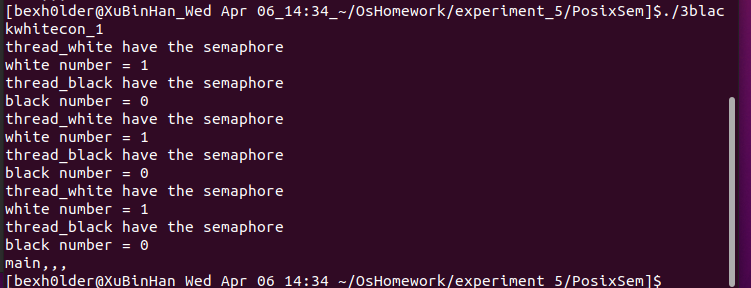 [bexh0lder@XuBinHan_Wed Apr 06_14:34_~/OsHomework/experiment_5/PosixSem]$./3blac
kwhitecon_1
thread_white have the semaphore
white number = 1
thread_black have the semaphore
black number = 0
thread_white have the semaphore
white number = 1
thread_black have the semaphore
black number = 0
thread_white have the semaphore
white number = 1
thread_black have the semaphore
black number = 0
main,,,
[bexh0lder@XuBinHan_Wed Apr 06_14:34_~/OsHomework/experiment_5/PosixSem]$